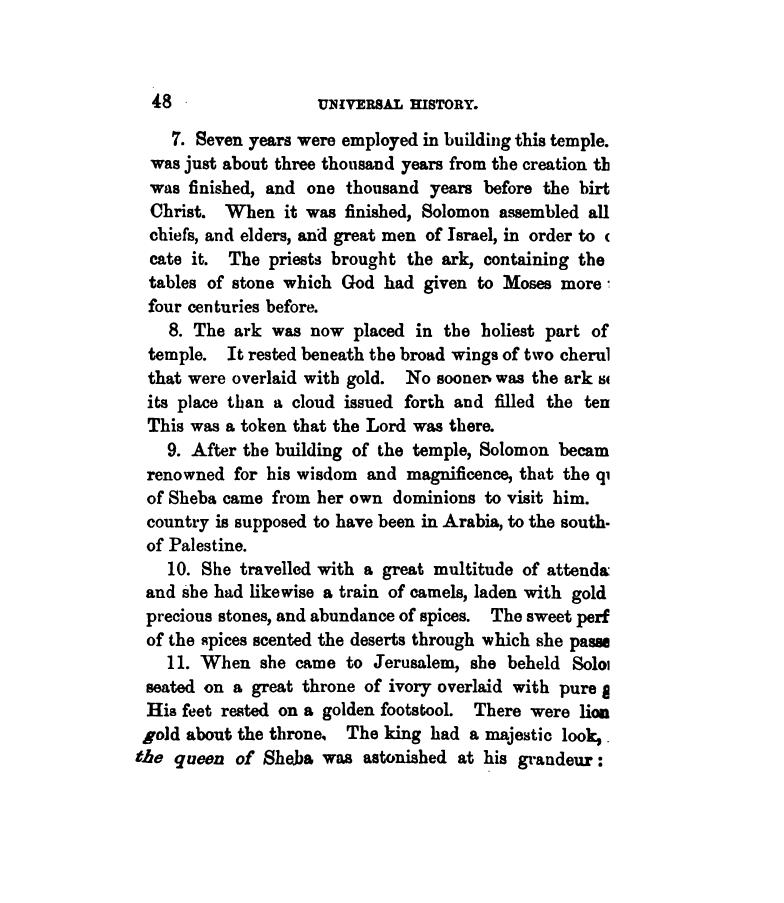 48 UNIVERSAL HISTORY.
7. Seven years were employed in building this temple.
was just about three thousand years from the creation th
was finished, and one thousand years before the birt
Christ. When it was finished, Solomon assembled all
chiefs, and elders, and great men of Israel, in order to
cate it. The priests brought the ark, containing the
tables of stone which God had given to Moses more
four centuries before.
8. The ark was now placed in the holiest part of
temple. It rested beneath the broad wings of two cheru
that were overlaid with gold. No sooner was the ark se
its place than a cloud issued forth and filled the tem
This was a token that the Lord was there.
9. After the building of the temple, Solomon becam
renowned for his wisdom and magnificence, that the q
of Sheba came from her own dominions to visit him.
country is supposed to have been in Arabia, to the south-
of Palestine.
10. She travelled with a great multitude of attenda
and she had likewise a train of camels, laden with gold
precious stones, and abundance of spices. The sweet perf
of the spices scented the deserts through which she passe
11. When she came to Jerusalem, she beheld Solo
seated on a great throne of ivory overlaid with pure g
His feet rested on a golden footstool. There were lion
gold about the throne. The king had a majestic look,
the queen of Sheba was astonished at his grandeur: